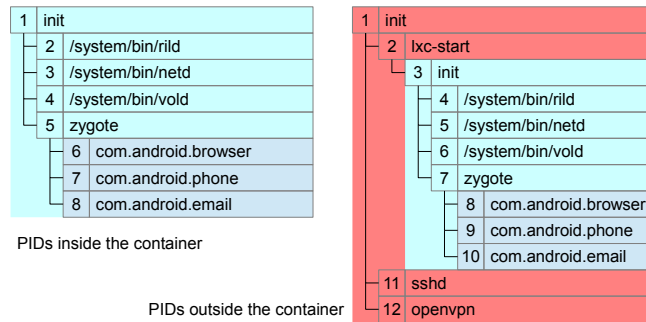 1 init
2 /system/bin/rild
3 /system/bin/netd
4 /system/bin/vold
5 zygote
6 com.android.browser
7 com.android.phone
8 com.android.email
PIDs inside the container
1 init
2 lxc-start
3 init
4 /system/bin/rild
5 /system/bin/netd
6 /system/bin/vold
7 zygote
8 com.android.browser
9 com.android.phone
10 com.android.email
11 sshd
12 openvpn
PIDs outside the container